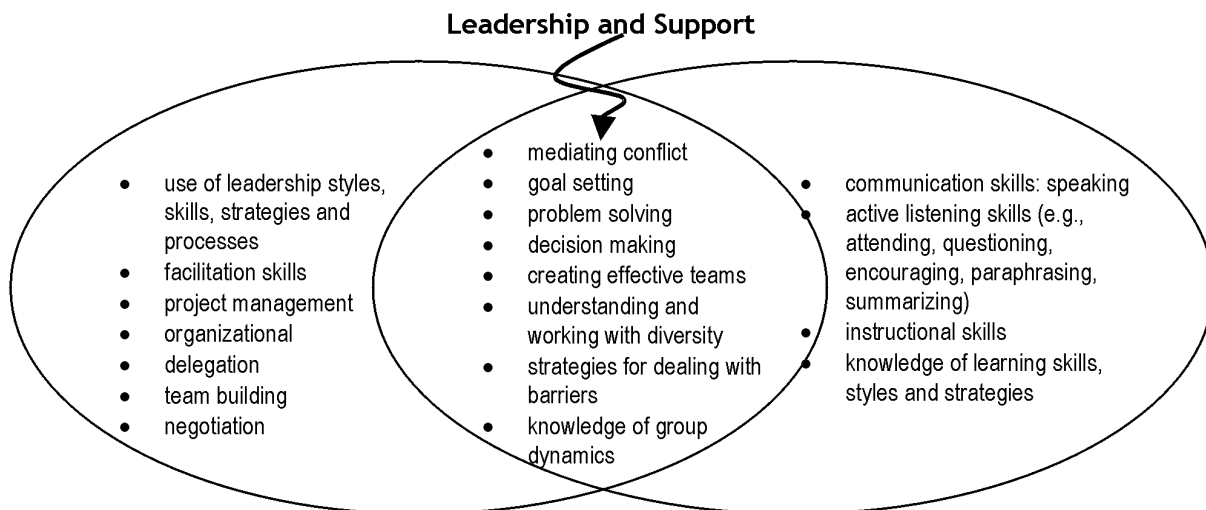 Leadership and Support
• use of leadership styles,
skills, strategies and
processes
• facilitation skills
• project management
• organizational
• delegation
• team building
• negotiation
• mediating conflict
• goal setting
• problem solving
• decision making
• creating effective teams
• understanding and
working with diversity
• strategies for dealing with
barriers
• knowledge of group
dynamics
• communication skills: speaking
• active listening skills (e.g.,
attending, questioning,
encouraging, paraphrasing,
summarizing)
• instructional skills
• knowledge of learning skills,
styles and strategies